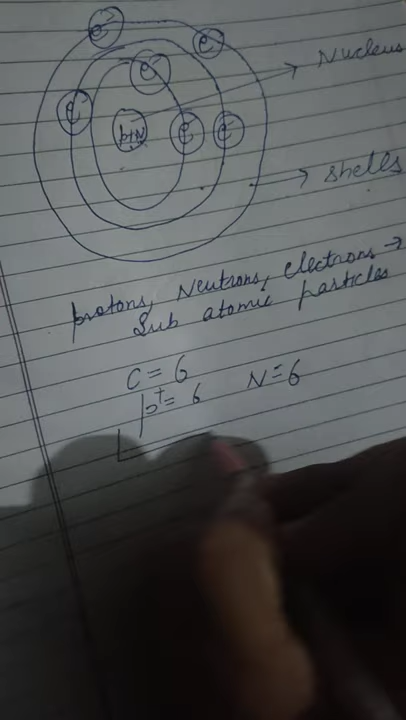 e⁻
e⁻
e⁻
Nucleus
e⁻
P+N
e⁻
e⁻
shells
protons, Neutrons, electrons →
Sub atomic particles
C = 6
p⁺ = 6 N = 6